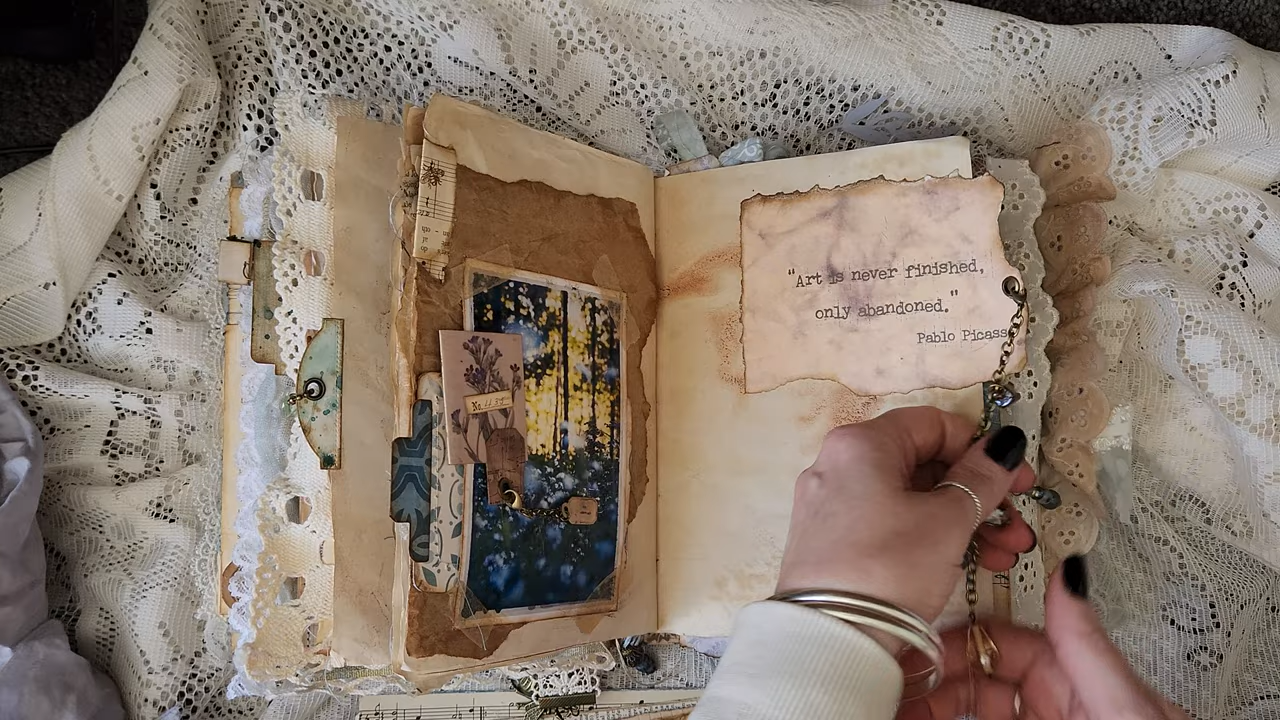 “Art is never finished,
only abandoned.”
Pablo Picass